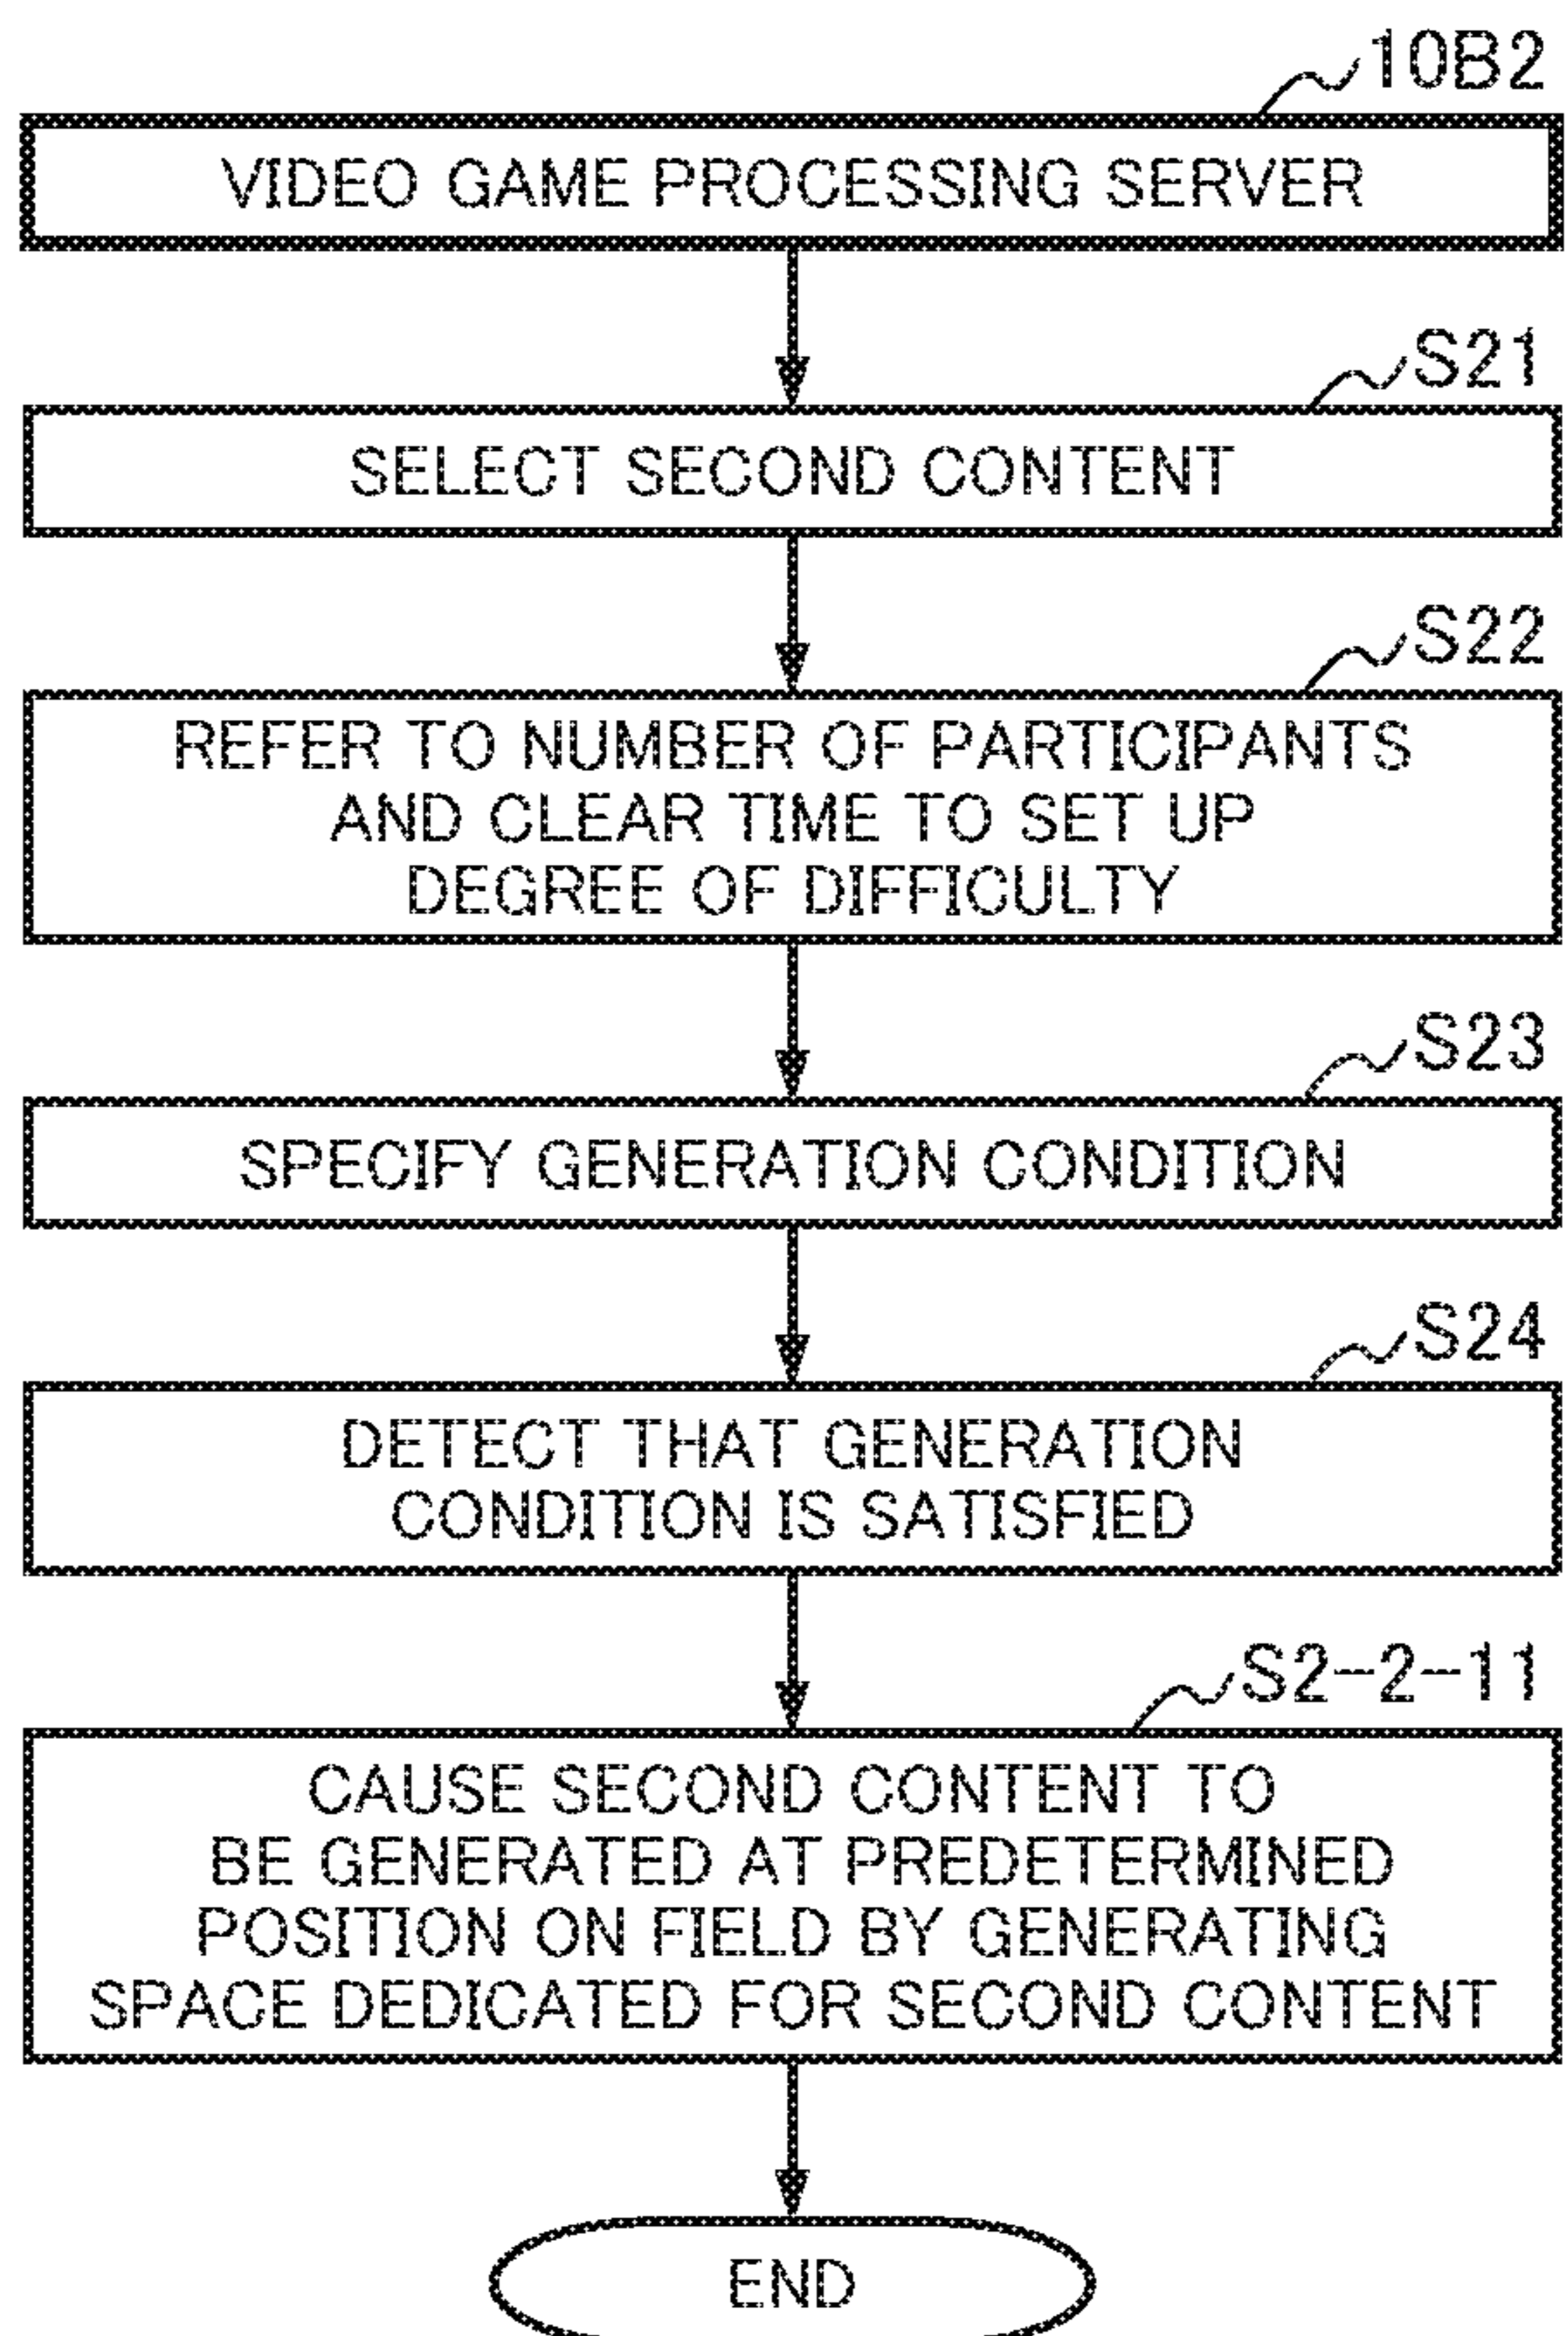 10B2
VIDEO GAME PROCESSING SERVER
S21
SELECT SECOND CONTENT
S22
REFER TO NUMBER OF PARTICIPANTS
AND CLEAR TIME TO SET UP
DEGREE OF DIFFICULTY
S23
SPECIFY GENERATION CONDITION
S24
DETECT THAT GENERATION
CONDITION IS SATISFIED
S2-2-11
CAUSE SECOND CONTENT TO
BE GENERATED AT PREDETERMINED
POSITION ON FIELD BY GENERATING
SPACE DEDICATED FOR SECOND CONTENT
END